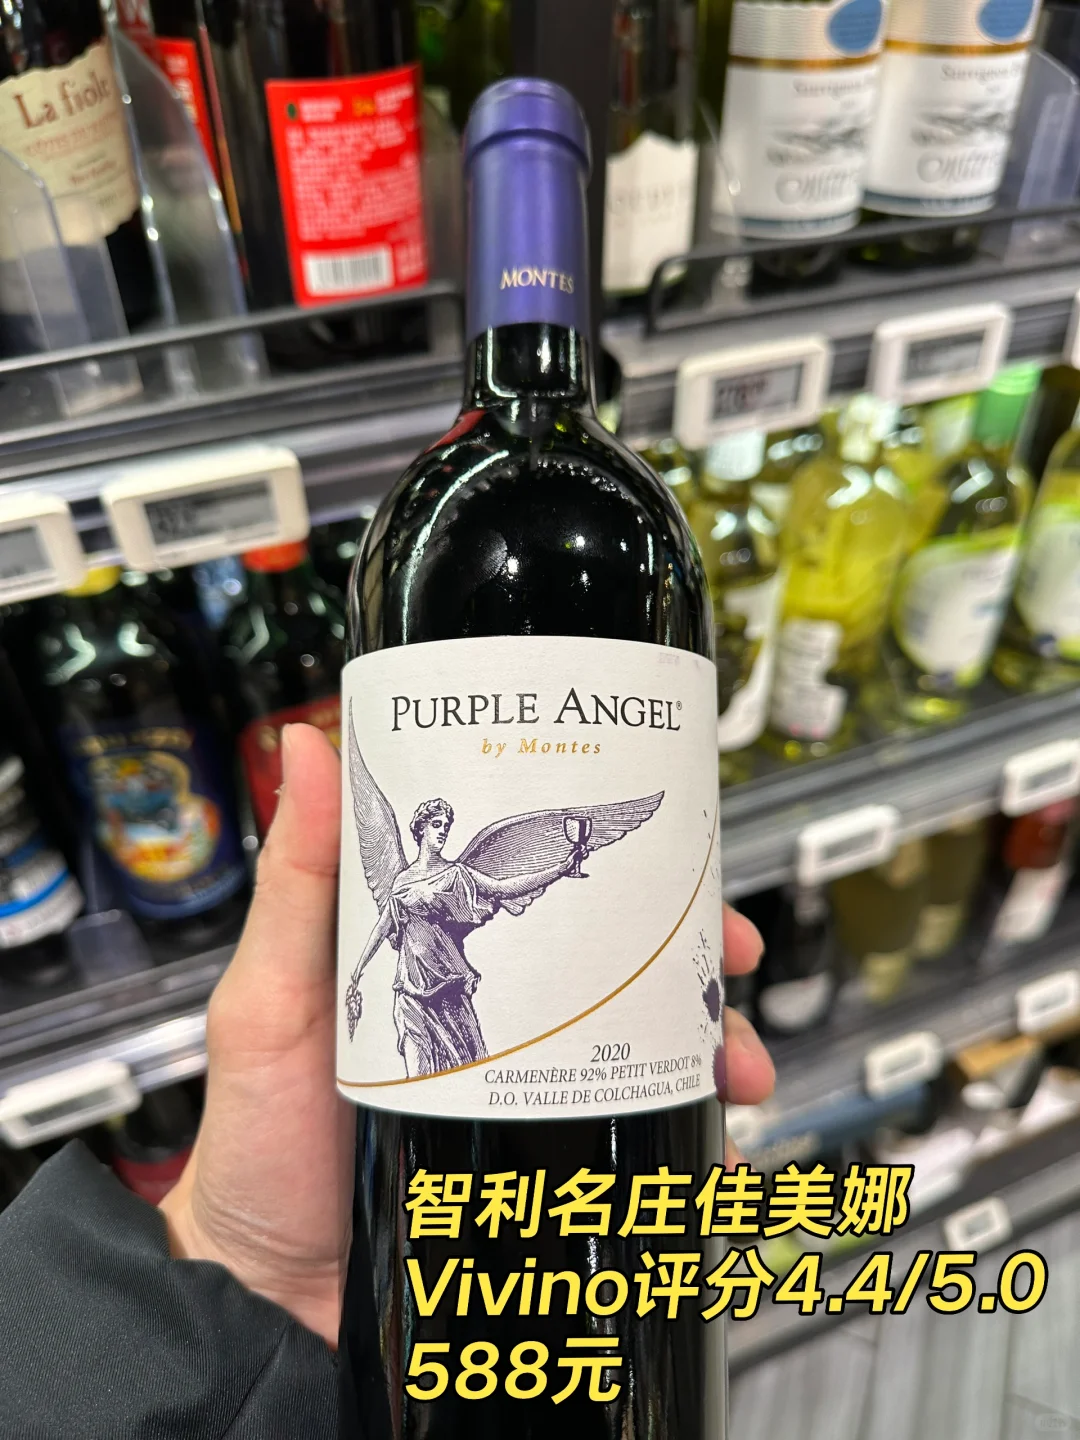 La fiole
Sauvignon
MONTES
PURPLE ANGEL®
by Montes
2020
CARMENÈRE 92% PETIT VERDOT 8%
D.O. VALLE DE COLCHAGUA, CHILE
智利名庄佳美娜
Vivino评分4.4/5.0
588元